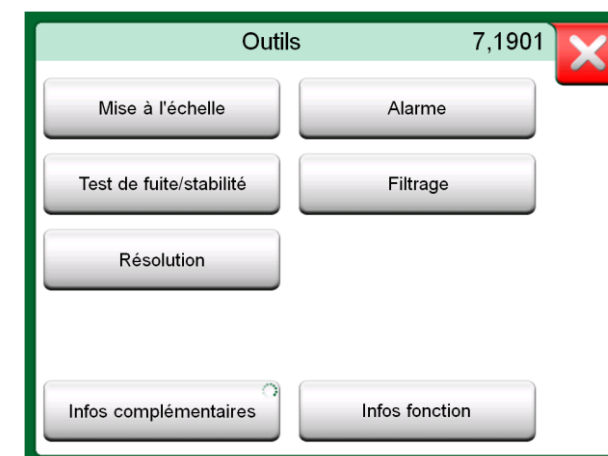 Outils 7,1901
Mise à l'échelle Alarme
Test de fuite/stabilité Filtrage
Résolution
Infos complémentaires Infos fonction